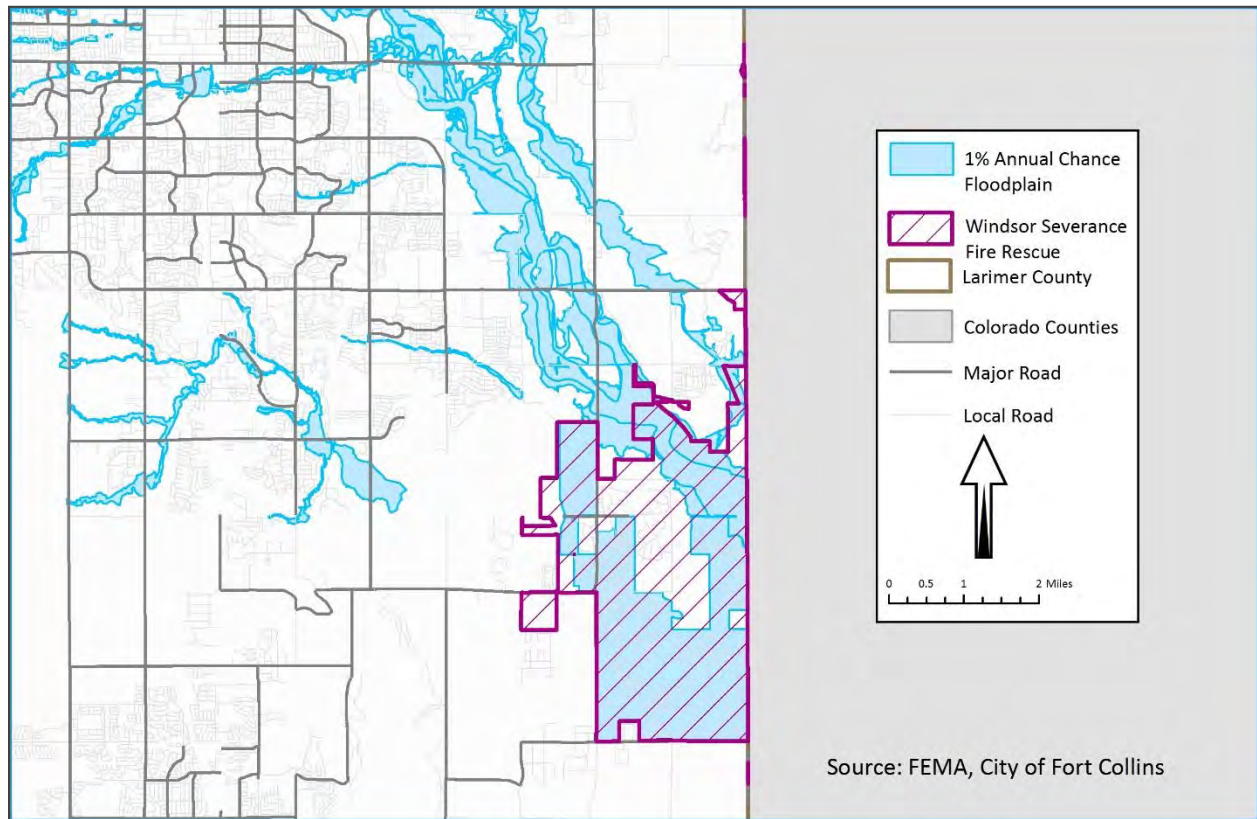 1% Annual Chance
Floodplain
Windsor Severance
Fire Rescue
Larimer County
Colorado Counties
Major Road
Local Road
0 0.5 1 2 Miles
Source: FEMA, City of Fort Collins